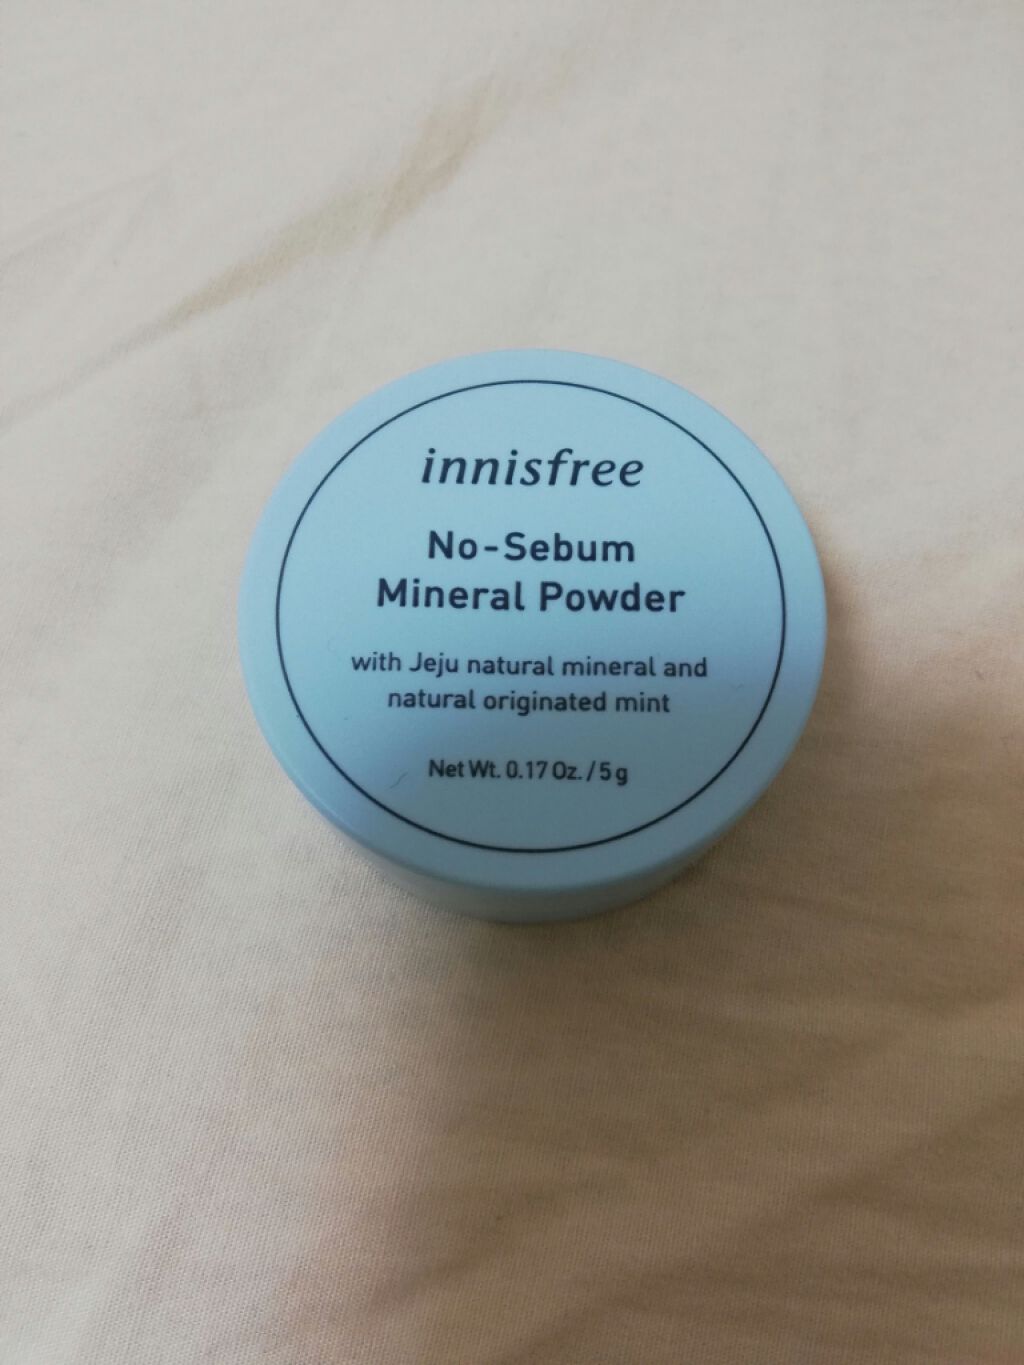 innisfree
No-Sebum
Mineral Powder
with Jeju natural mineral and
natural originated mint
Net Wt. 0.17 Oz. / 5 g